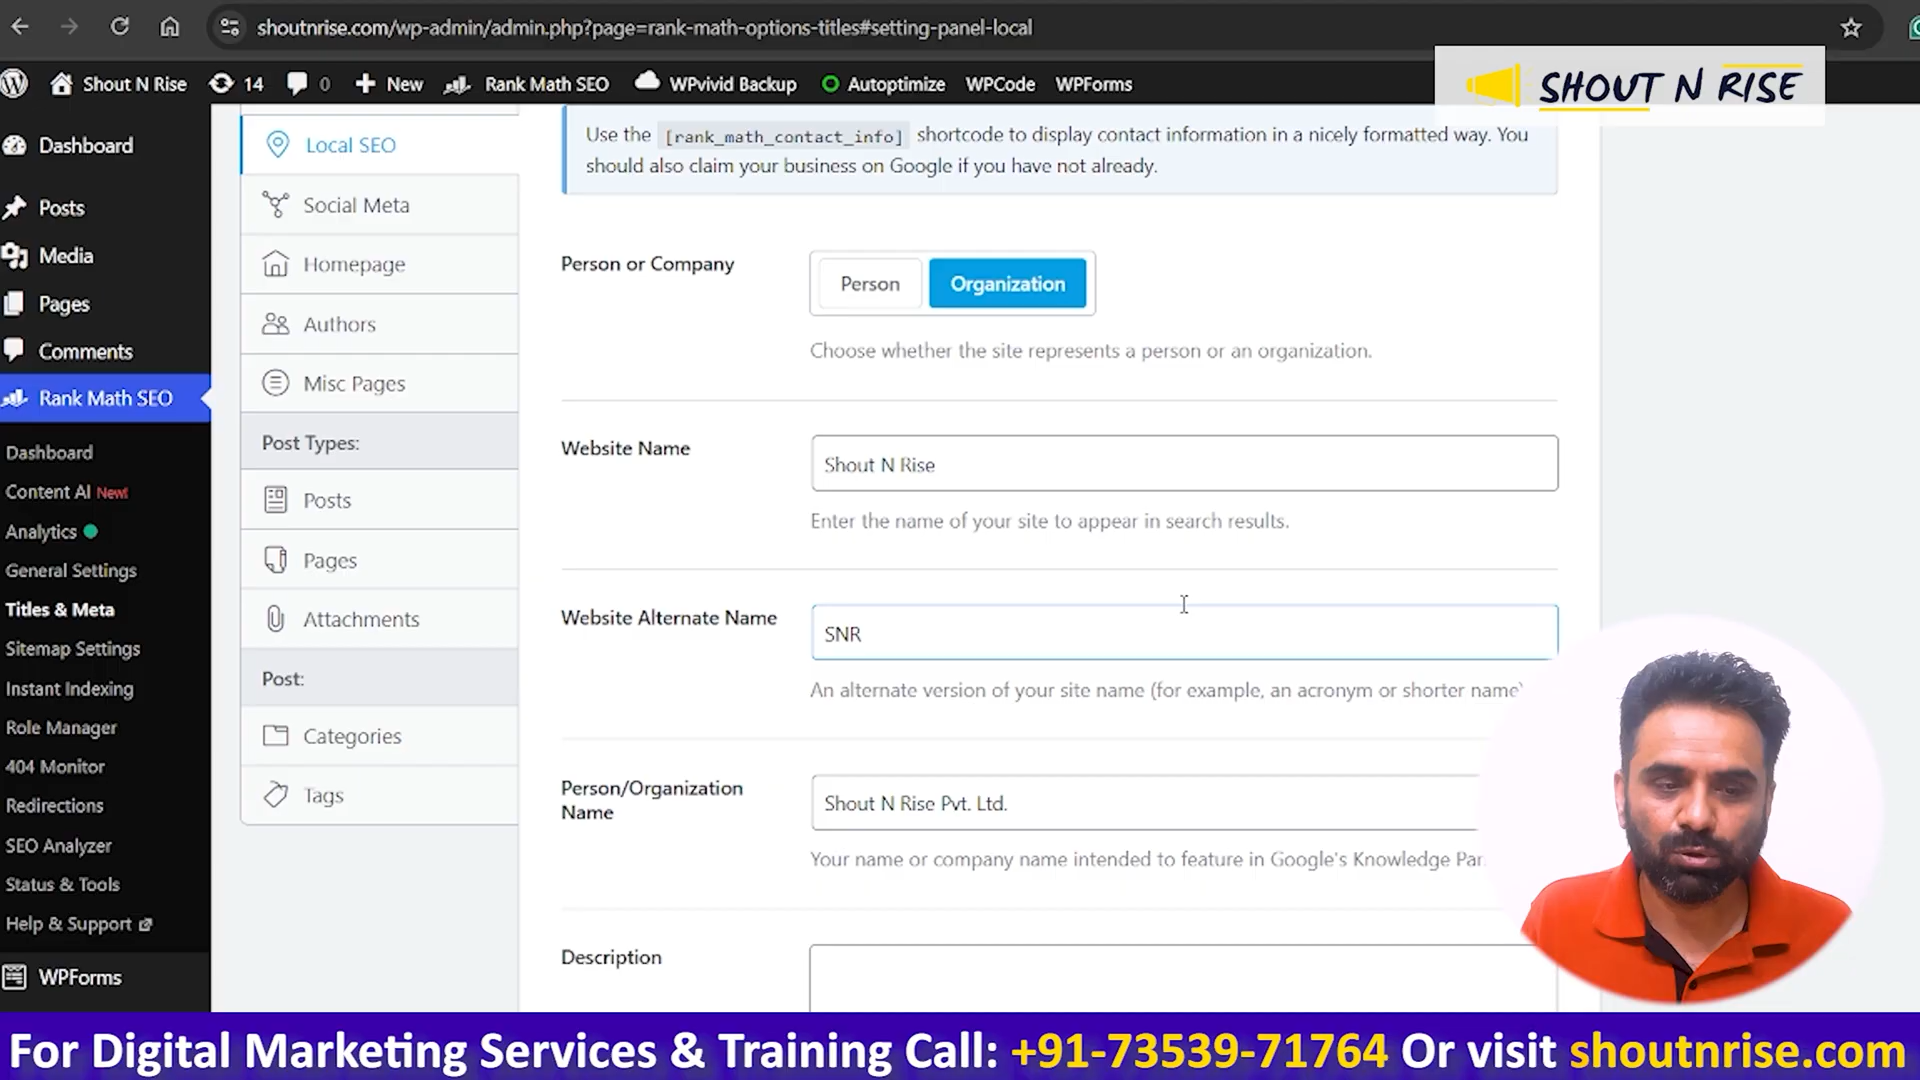 shoutnrise.com/wp-admin/admin.php?page=rank-math-options-titles#setting-panel-local
Shout N Rise
14
0
New
Rank Math SEO
WPvivid Backup
Autoptimize
WPCode
WPForms
SHOUT N RISE
Dashboard
Posts
Media
Pages
Comments
Rank Math SEO
Dashboard
Content AI New!
Analytics
General Settings
Titles & Meta
Sitemap Settings
Instant Indexing
Role Manager
404 Monitor
Redirections
SEO Analyzer
Status & Tools
Help & Support
WPForms
Local SEO
Social Meta
Homepage
Authors
Misc Pages
Post Types:
Posts
Pages
Attachments
Post:
Categories
Tags
Use the [rank_math_contact_info] shortcode to display contact information in a nicely formatted way. You
should also claim your business on Google if you have not already.
Person or Company
Person
Organization
Choose whether the site represents a person or an organization.
Website Name
Shout N Rise
Enter the name of your site to appear in search results.
Website Alternate Name
SNR
An alternate version of your site name (for example, an acronym or shorter name)
Person/Organization
Name
Shout N Rise Pvt. Ltd.
Your name or company name intended to feature in Google's Knowledge
Description
For Digital Marketing Services & Training Call: +91-73539-71764 Or visit shoutnrise.com